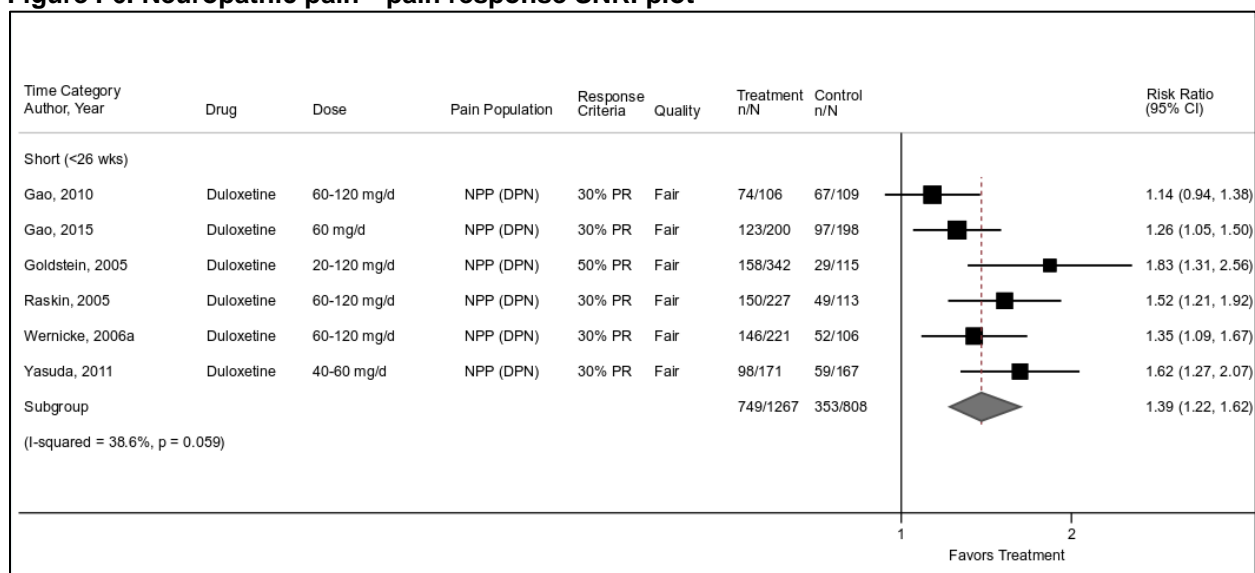 Figure F6. Neuropathic pain – pain response SNRI plot
Time Category
Author, Year Drug Dose Pain Population Response Criteria Quality Treatment n/N Control n/N Risk Ratio (95% CI)
Short (<26 wks)
Gao, 2010 Duloxetine 60-120 mg/d NPP (DPN) 30% PR Fair 74/106 67/109 1.14 (0.94, 1.38)
Gao, 2015 Duloxetine 60 mg/d NPP (DPN) 30% PR Fair 123/200 97/198 1.26 (1.05, 1.50)
Goldstein, 2005 Duloxetine 20-120 mg/d NPP (DPN) 50% PR Fair 158/342 29/115 1.83 (1.31, 2.56)
Raskin, 2005 Duloxetine 60-120 mg/d NPP (DPN) 30% PR Fair 150/227 49/113 1.52 (1.21, 1.92)
Wernicke, 2006a Duloxetine 60-120 mg/d NPP (DPN) 30% PR Fair 146/221 52/106 1.35 (1.09, 1.67)
Yasuda, 2011 Duloxetine 40-60 mg/d NPP (DPN) 30% PR Fair 98/171 59/167 1.62 (1.27, 2.07)
Subgroup 749/1267 353/808 1.39 (1.22, 1.62)
(I-squared = 38.6%, p = 0.059)
1 2
Favors Treatment